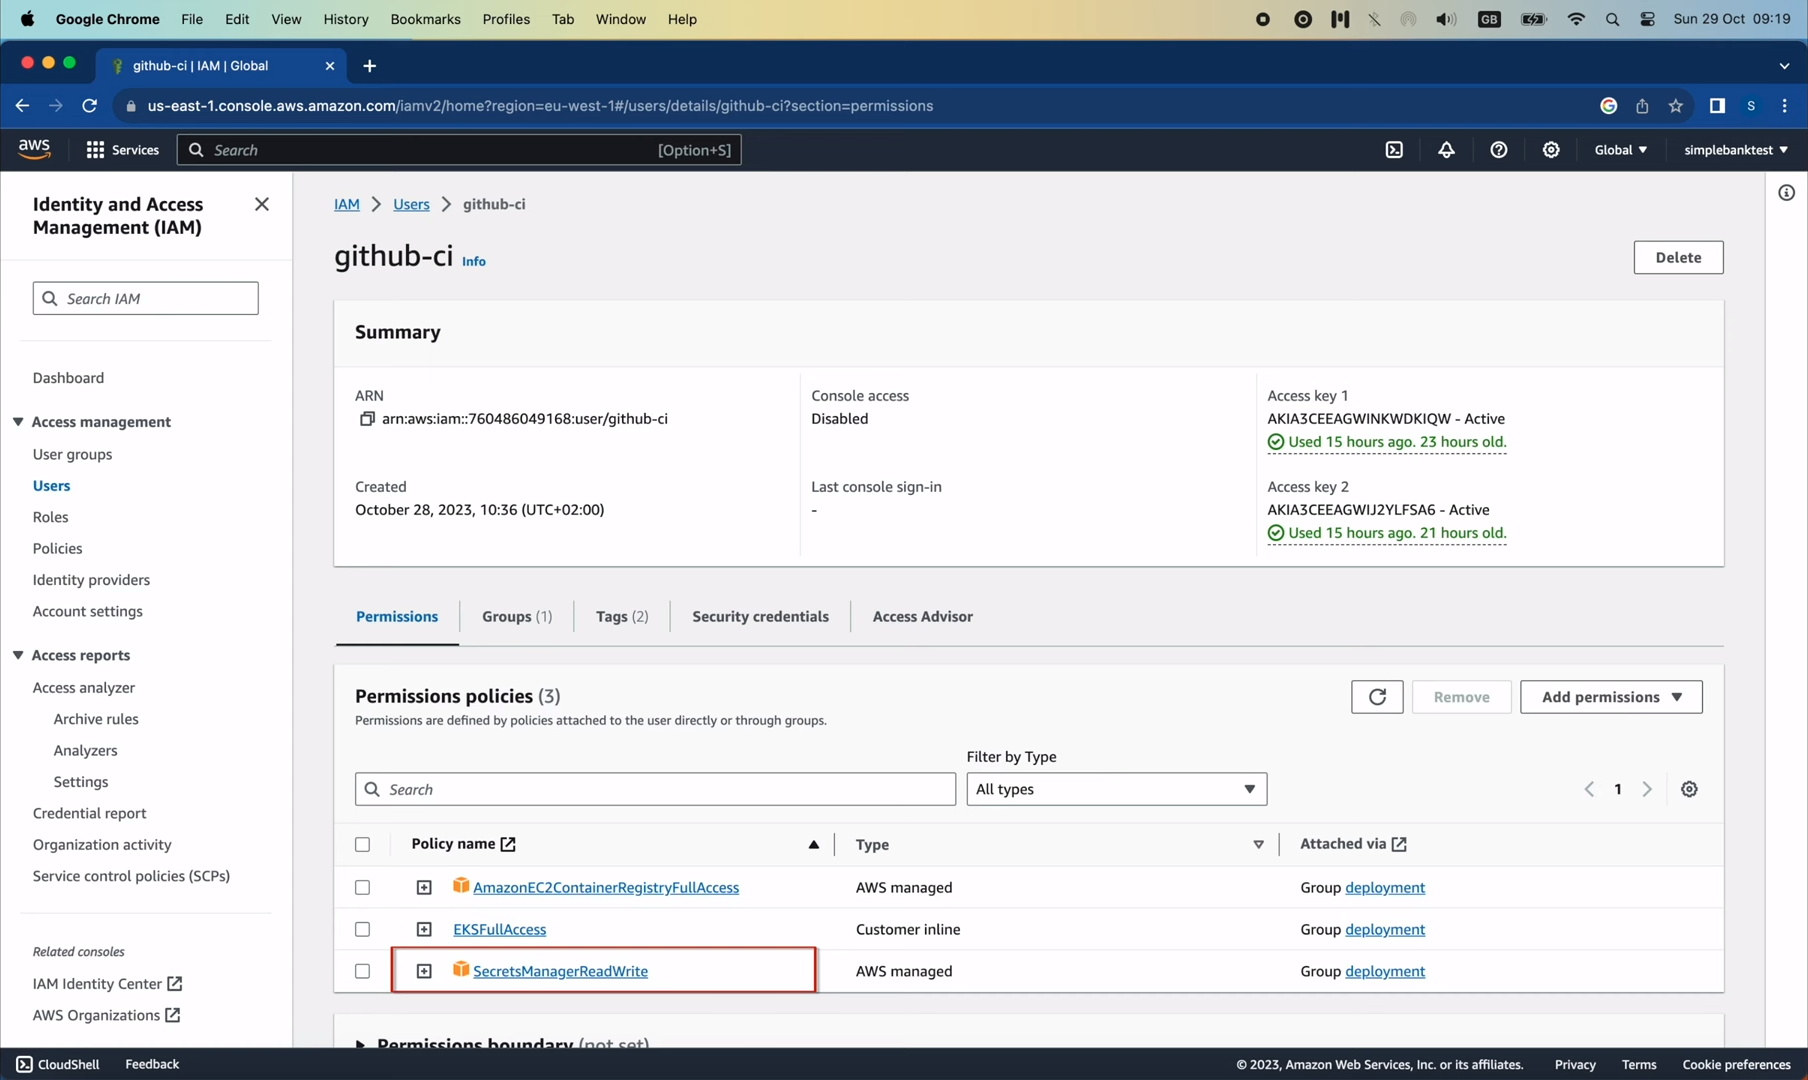 Google Chrome File Edit View History Bookmarks Profiles Tab Window Help GB Sun 29 Oct 09:19
github-ci | IAM | Global
us-east-1.console.aws.amazon.com/iamv2/home?region=eu-west-1#/users/details/github-ci?section=permissions S
aws Services Search [Option+S] Global simplebanktest
Identity and Access
Management (IAM)
Search IAM
Dashboard
Access management
User groups
Users
Roles
Policies
Identity providers
Account settings
Access reports
Access analyzer
Archive rules
Analyzers
Settings
Credential report
Organization activity
Service control policies (SCPs)
Related consoles
IAM Identity Center
AWS Organizations
IAM Users github-ci
github-ci Info
Delete
Summary
ARN
arn:aws:iam::760486049168:user/github-ci
Console access
Disabled
Access key 1
AKIA3CEEAGWINKWDKIQW - Active
Used 15 hours ago. 23 hours old.
Created
October 28, 2023, 10:36 (UTC+02:00)
Last console sign-in
-
Access key 2
AKIA3CEEAGWIJ2YLFSA6 - Active
Used 15 hours ago. 21 hours old.
Permissions Groups (1) Tags (2) Security credentials Access Advisor
Permissions policies (3)
Permissions are defined by policies attached to the user directly or through groups.
Remove Add permissions
Filter by Type
Search All types 1
Policy name Type Attached via
AmazonEC2ContainerRegistryFullAccess AWS managed Group deployment
EKSFullAccess Customer inline Group deployment
SecretsManagerReadWrite AWS managed Group deployment
Permissions boundary (not set)
CloudShell Feedback © 2023, Amazon Web Services, Inc. or its affiliates. Privacy Terms Cookie preferences